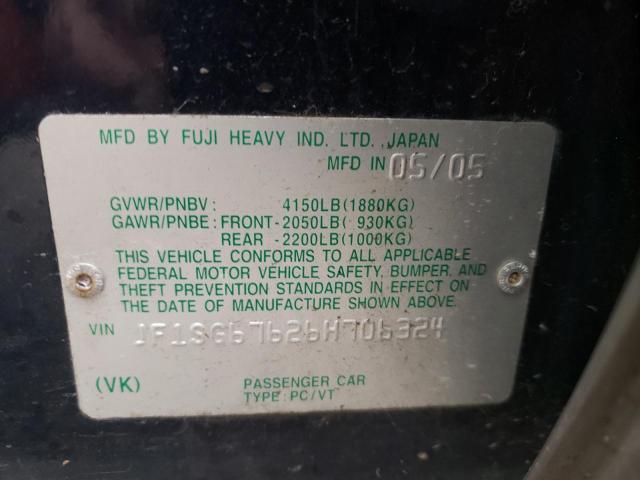 MFD BY FUJI HEAVY IND. LTD. JAPAN
MFD IN 05/05
GVWR/PNBV: 4150LB(1880KG)
GAWR/PNBE: FRONT-2050LB( 930KG)
REAR -2200LB(1000KG)
THIS VEHICLE CONFORMS TO ALL APPLICABLE
FEDERAL MOTOR VEHICLE SAFETY, BUMPER, AND
THEFT PREVENTION STANDARDS IN EFFECT ON
THE DATE OF MANUFACTURE SHOWN ABOVE.
VIN JF1SG67626H706324
(VK) PASSENGER CAR
TYPE:PC/VT